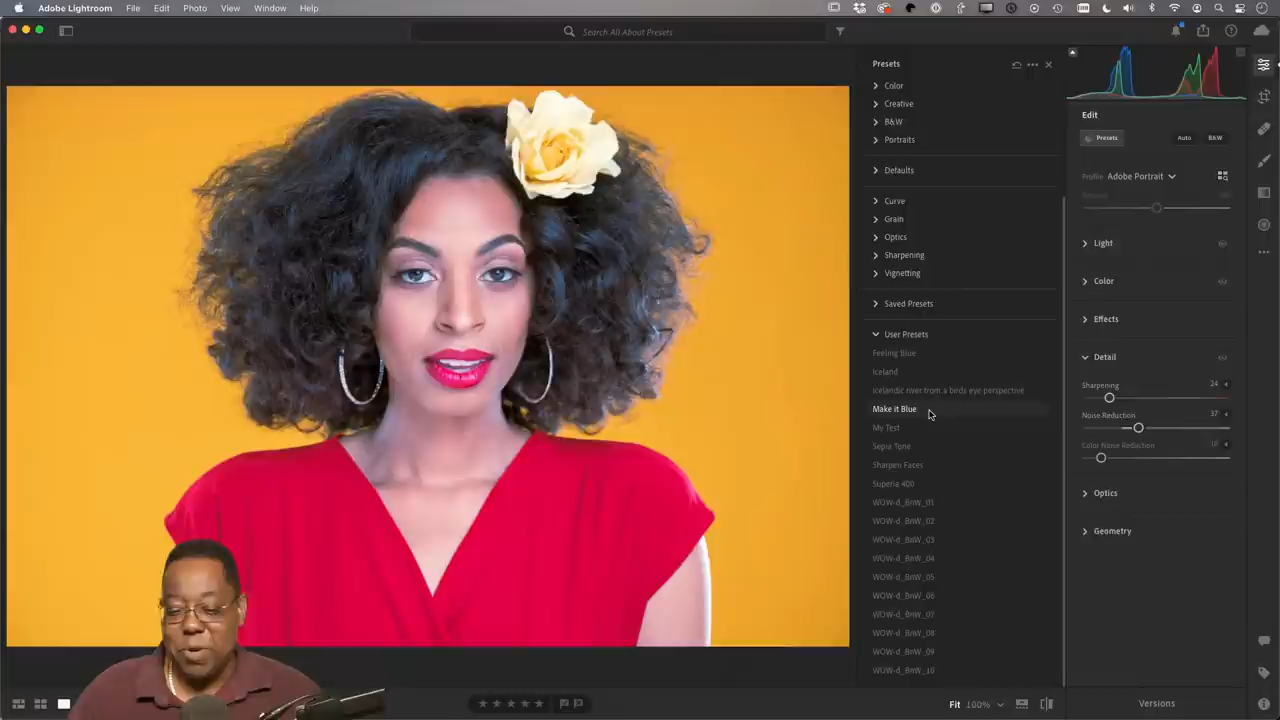 Adobe Lightroom File Edit Photo View Window Help
Search All About Presets
Presets
Color
Creative
B&W
Portraits
Defaults
Curve
Grain
Optics
Sharpening
Vignetting
Saved Presets
User Presets
Feeling Blue
Iceland
Icelandic river from a birds eye perspective
Make it Blue
My Test
Sepia Tone
Sharpen Faces
Superia 400
WOW-d_BnW_01
WOW-d_BnW_02
WOW-d_BnW_03
WOW-d_BnW_04
WOW-d_BnW_05
WOW-d_BnW_06
WOW-d_BnW_07
WOW-d_BnW_08
WOW-d_BnW_09
WOW-d_BnW_10
Edit
Presets Auto B&W
Profile Adobe Portrait
Amount
Light
Color
Effects
Detail
Sharpening 24
Noise Reduction 37
Color Noise Reduction 10
Optics
Geometry
Fit 100%
Versions